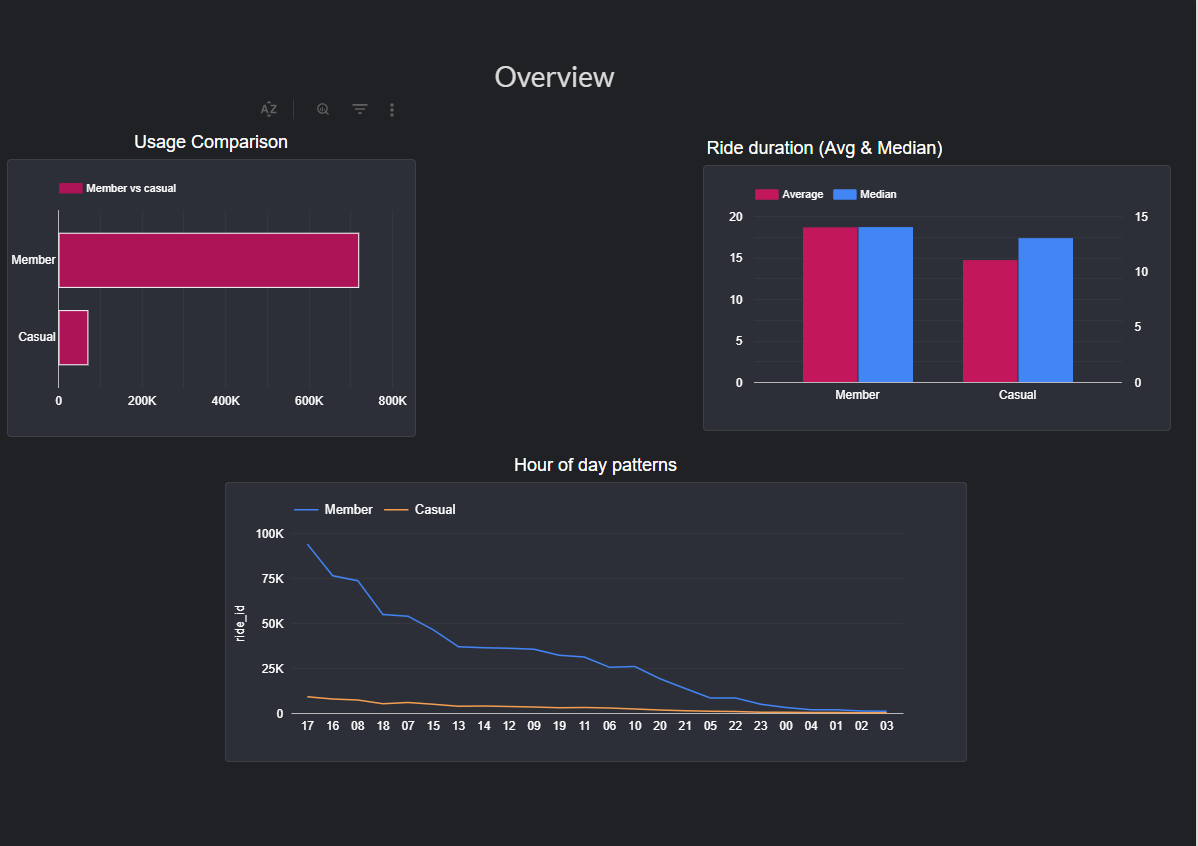 Overview
AZ
Usage Comparison
Member vs casual
Member
Casual
0 200K 400K 600K 800K
Ride duration (Avg & Median)
Average Median
20 15
15
10
10
5
5
0 0
Member Casual
Hour of day patterns
Member Casual
100K
75K
50K
25K
0
ride_id
17 16 08 18 07 15 13 14 12 09 19 11 06 10 20 21 05 22 23 00 04 01 02 03